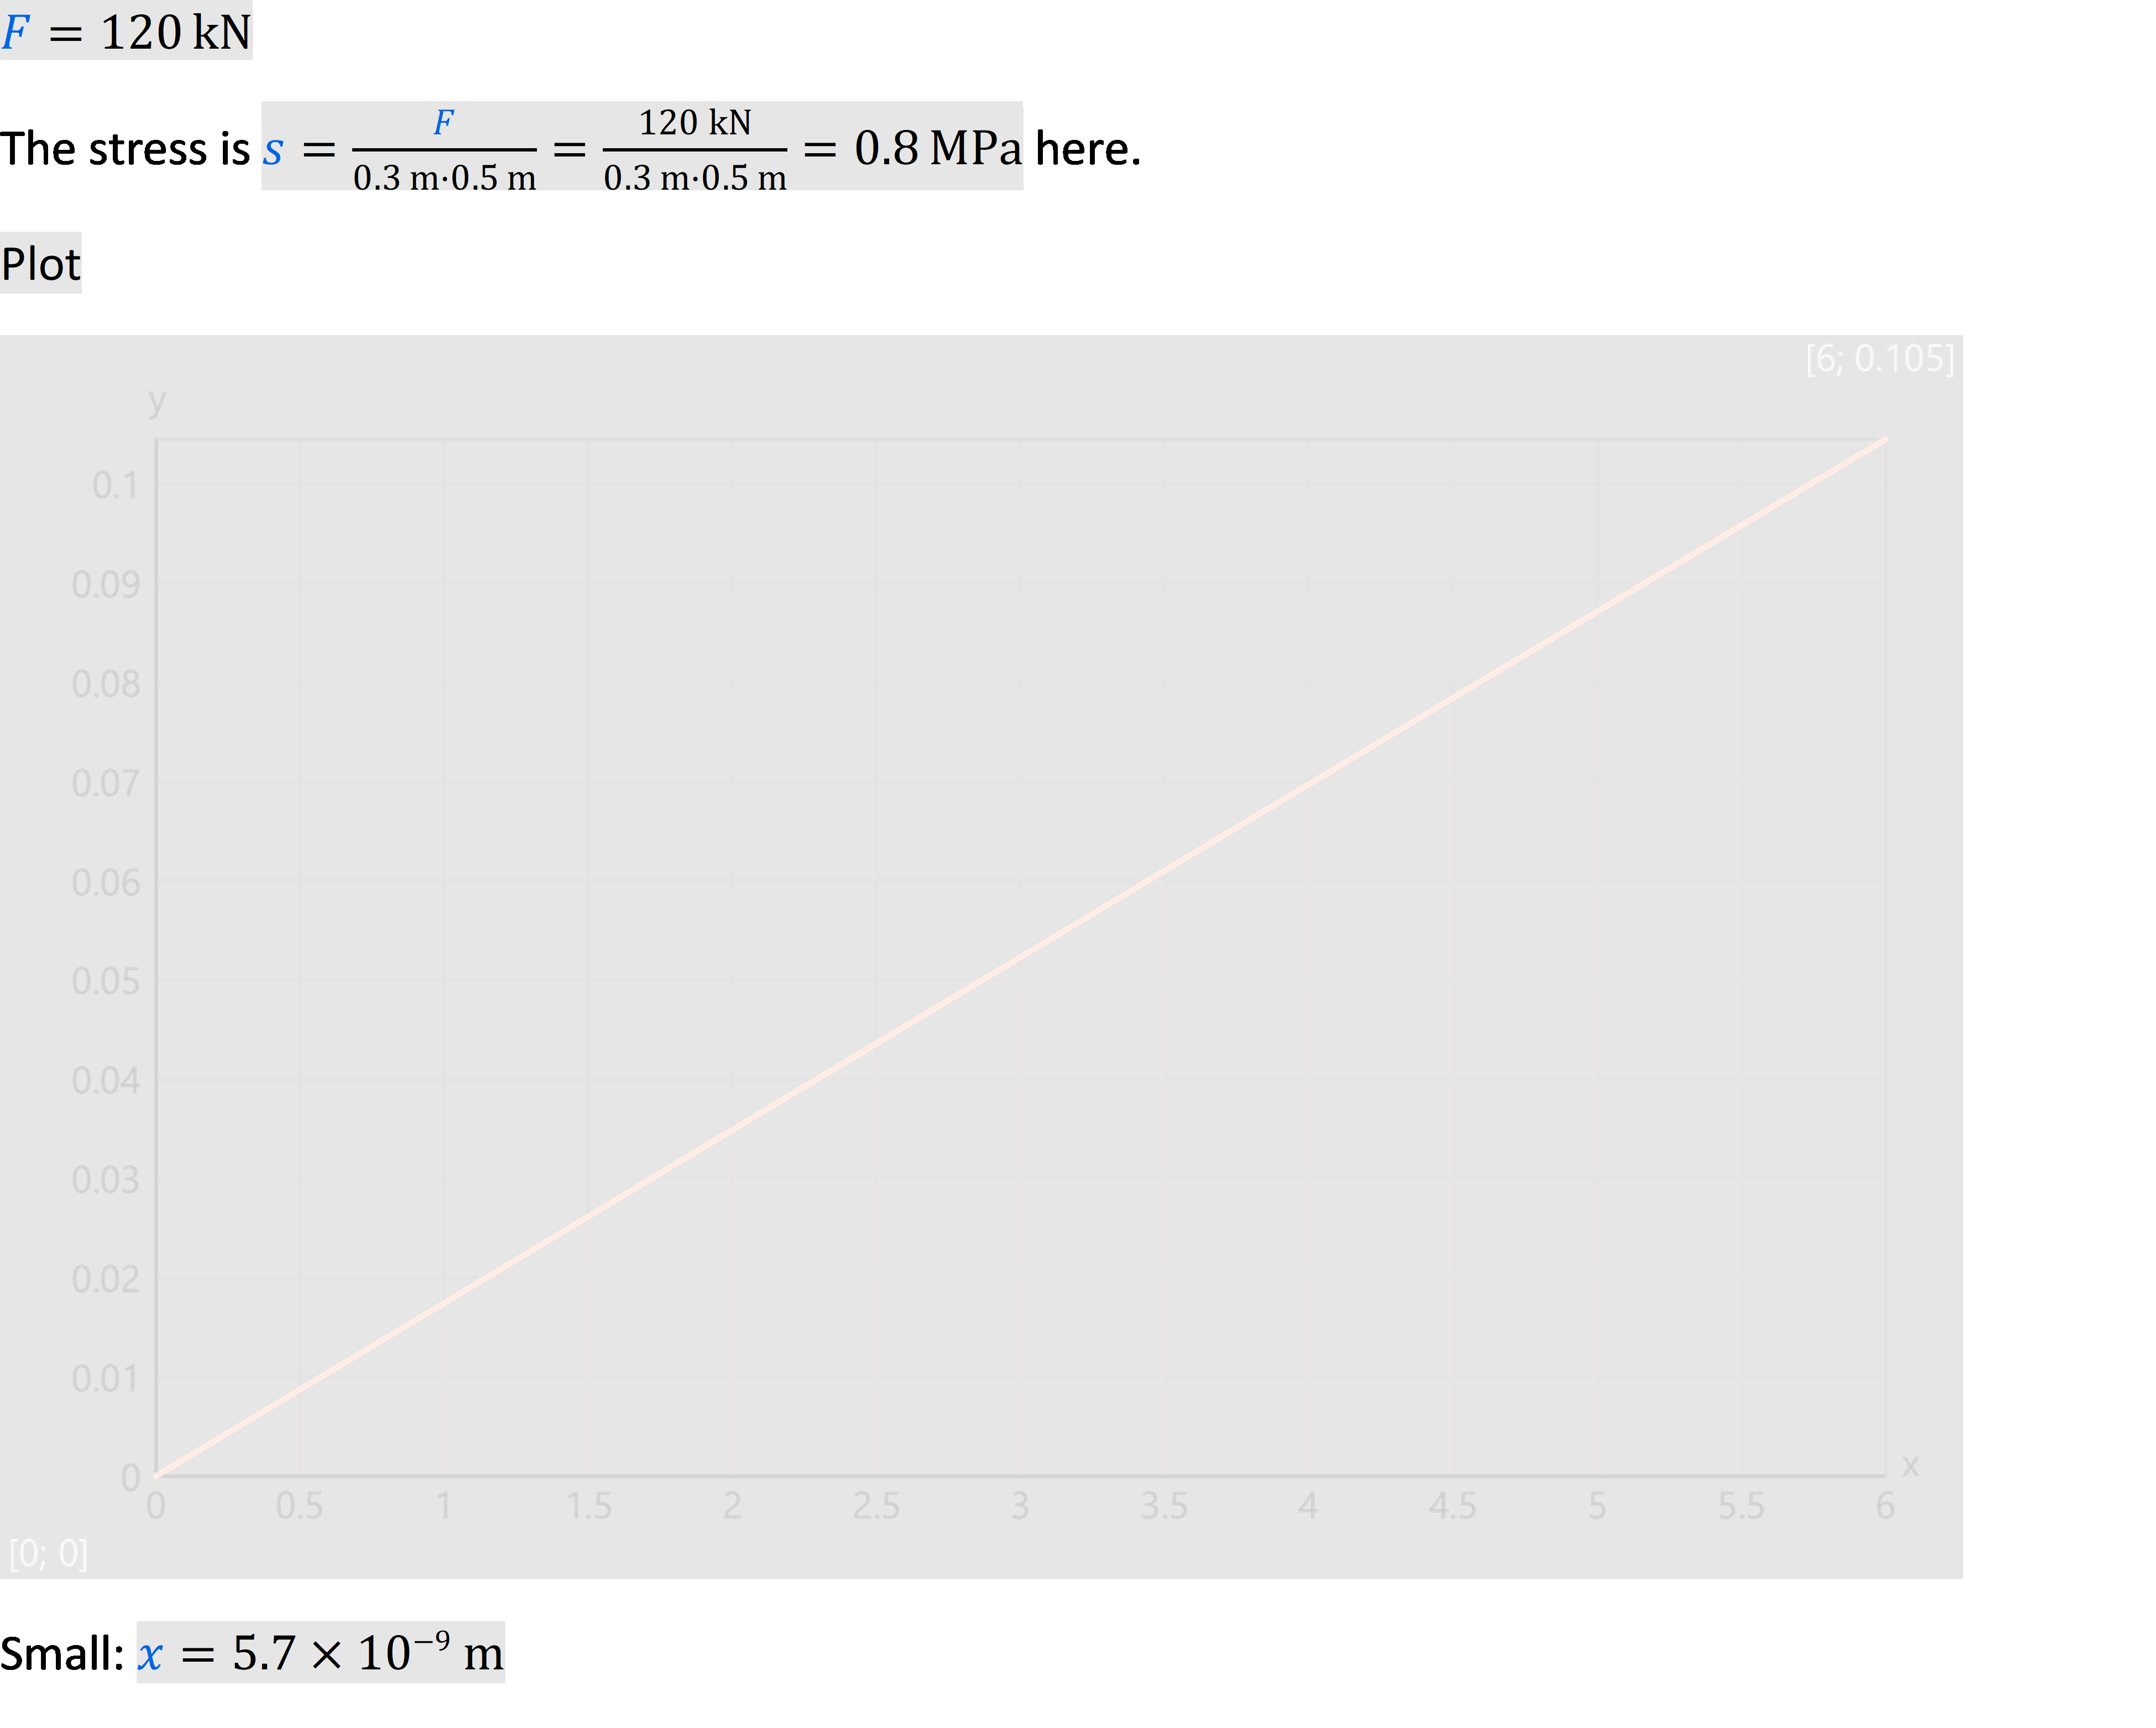 F = 120 kN
The stress is s = F / (0.3 m·0.5 m) = 120 kN / (0.3 m·0.5 m) = 0.8 MPa here.
Plot
[6; 0.105]
y
0.1
0.09
0.08
0.07
0.06
0.05
0.04
0.03
0.02
0.01
0
x
0 0.5 1 1.5 2 2.5 3 3.5 4 4.5 5 5.5 6
[0; 0]
Small: x = 5.7 × 10⁻⁹ m